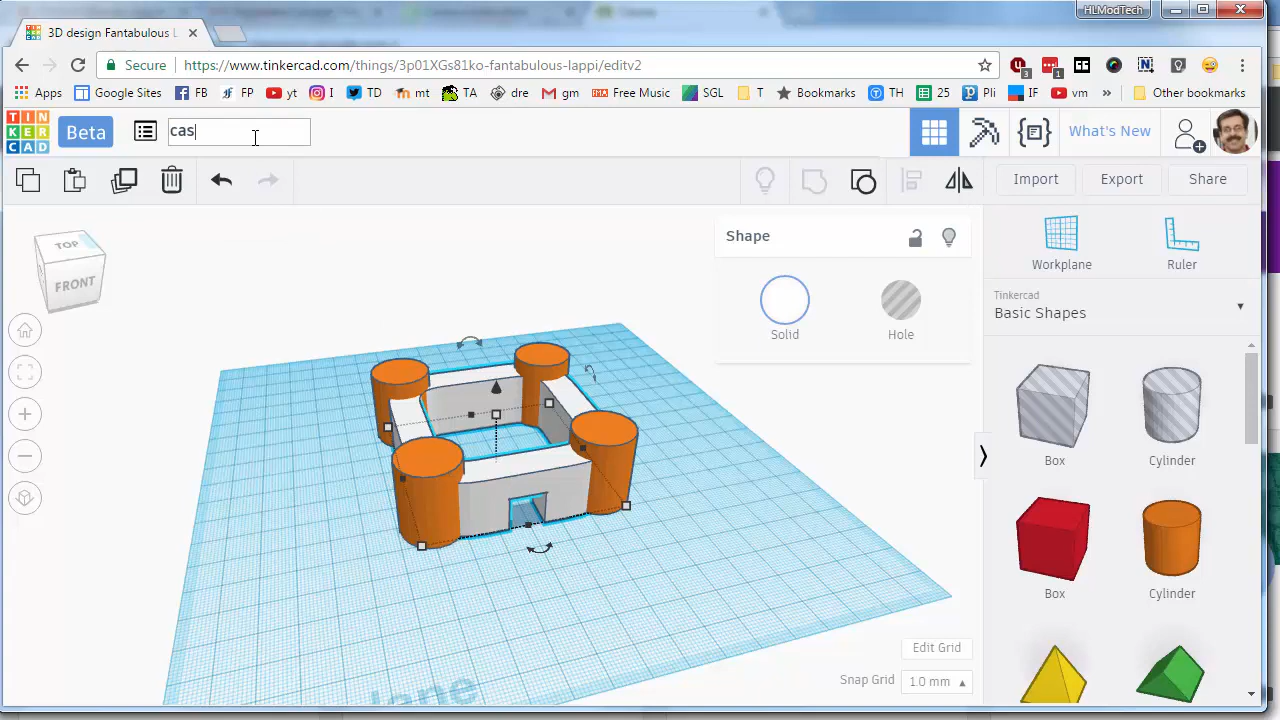 HLModTech
3D design Fantabulous L
Secure https://www.tinkercad.com/things/3p01XGs81ko-fantabulous-lappi/editv2
3 1
Apps Google Sites FB FP yt I TD mt TA dre gm Free Music SG T Bookmarks TH 25 Pli IF vm » Other bookmarks
TIN
KER
CAD
Beta
cas
What's New
Import Export Share
TOP
FRONT
Shape
Solid Hole
Workplane Ruler
Tinkercad
Basic Shapes
Box Cylinder
Box Cylinder
Edit Grid
Snap Grid 1.0 mm